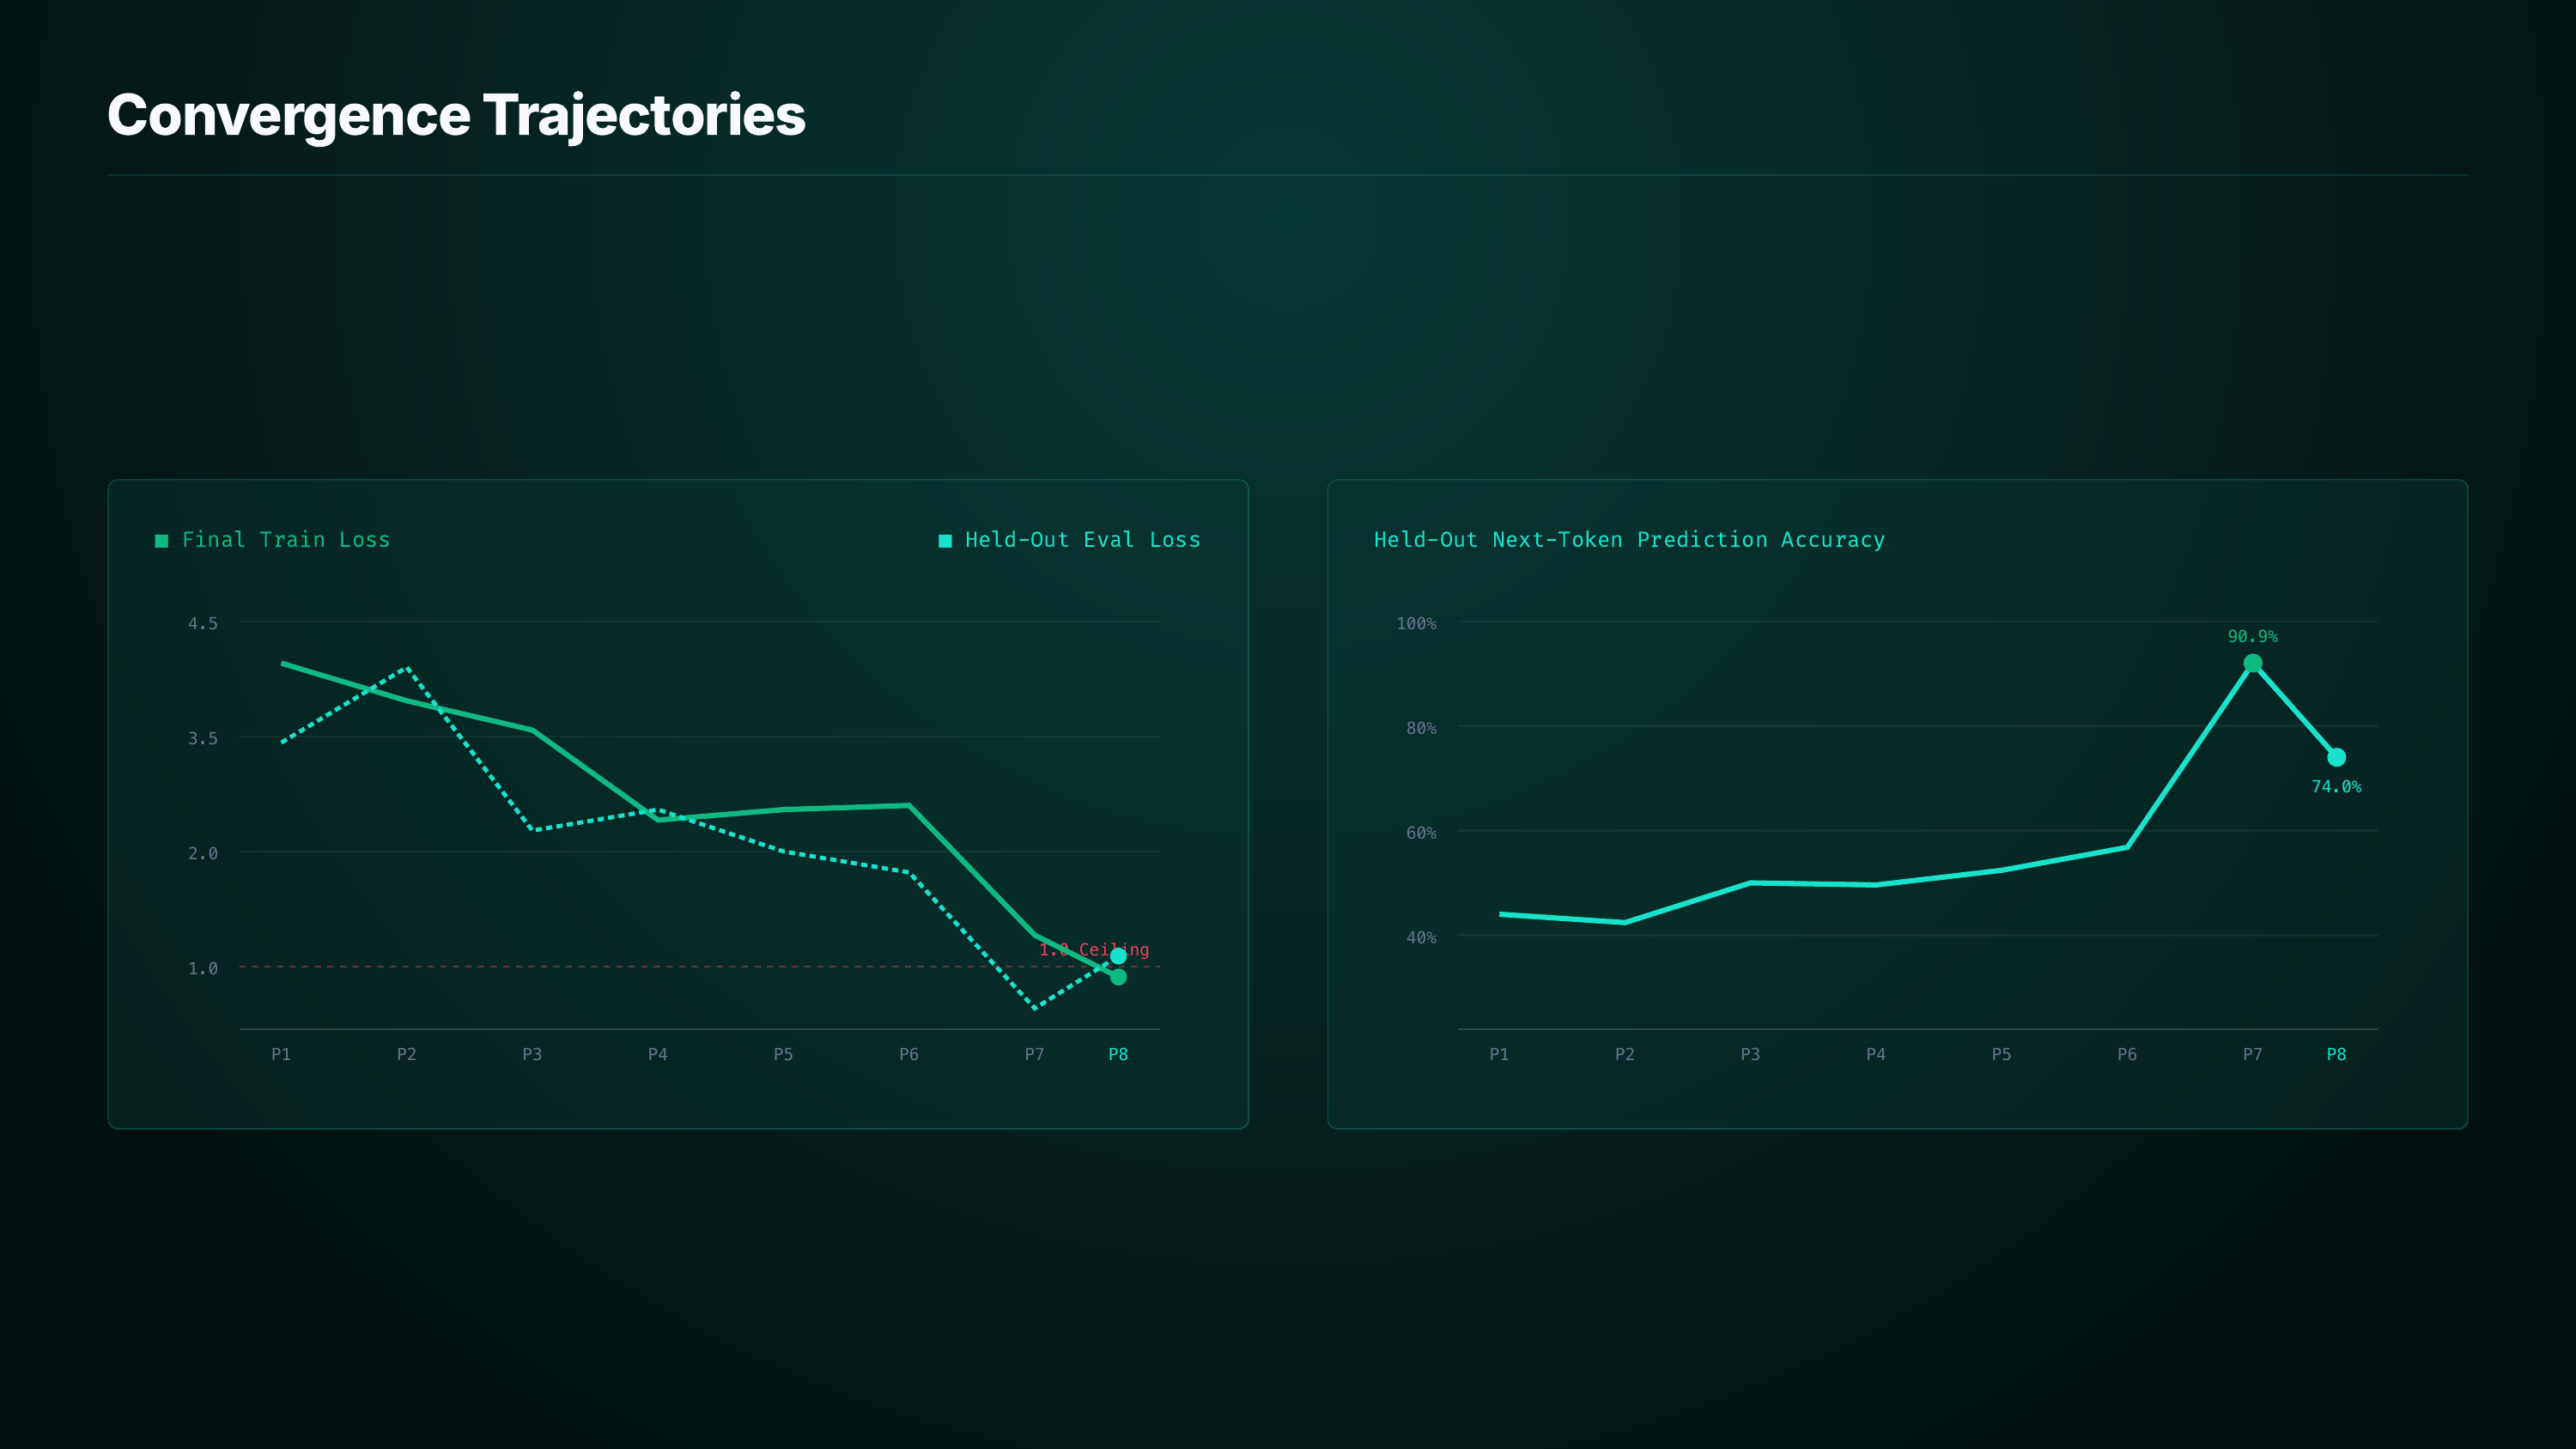 Convergence Trajectories
■ Final Train Loss
■ Held-Out Eval Loss
4.5
3.5
2.0
1.0
1.0 Ceiling
P1 P2 P3 P4 P5 P6 P7 P8
Held-Out Next-Token Prediction Accuracy
100%
80%
60%
40%
90.9%
74.0%
P1 P2 P3 P4 P5 P6 P7 P8